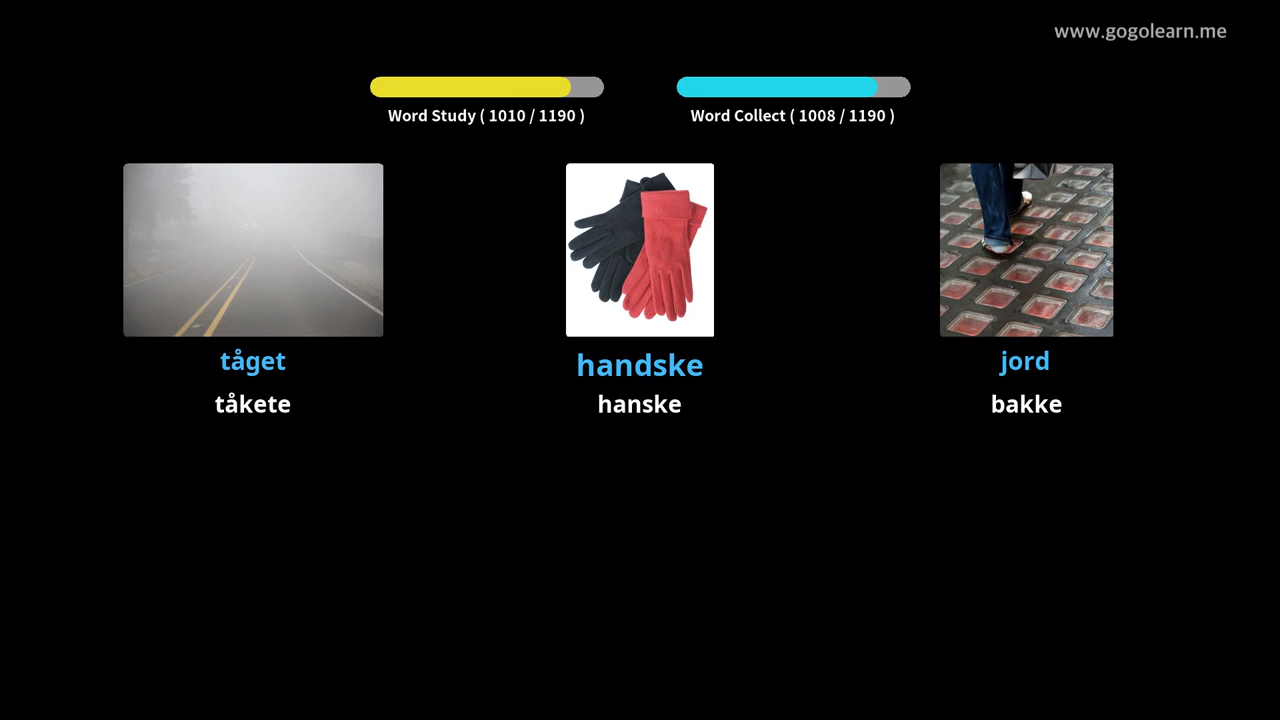 www.gogolearn.me
Word Study ( 1010 / 1190 )
Word Collect ( 1008 / 1190 )
tåget
handske
jord
tåkete
hanske
bakke